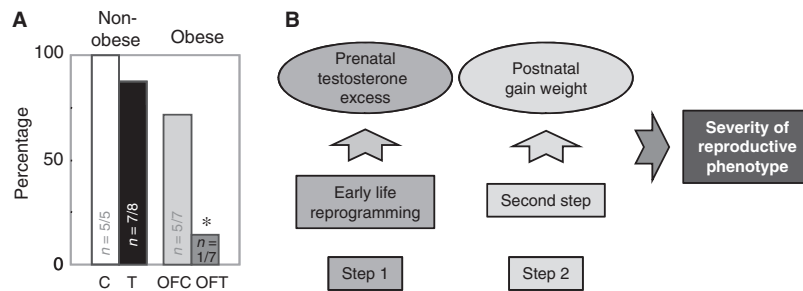 A
Non-
obese
Obese
Percentage
100
50
0
n = 5/5
n = 7/8
n = 5/7
*
n =
1/7
C T OFC OFT
B
Prenatal
testosterone
excess
Postnatal
gain weight
Early life
reprogramming
Second step
Step 1
Step 2
Severity of
reproductive
phenotype